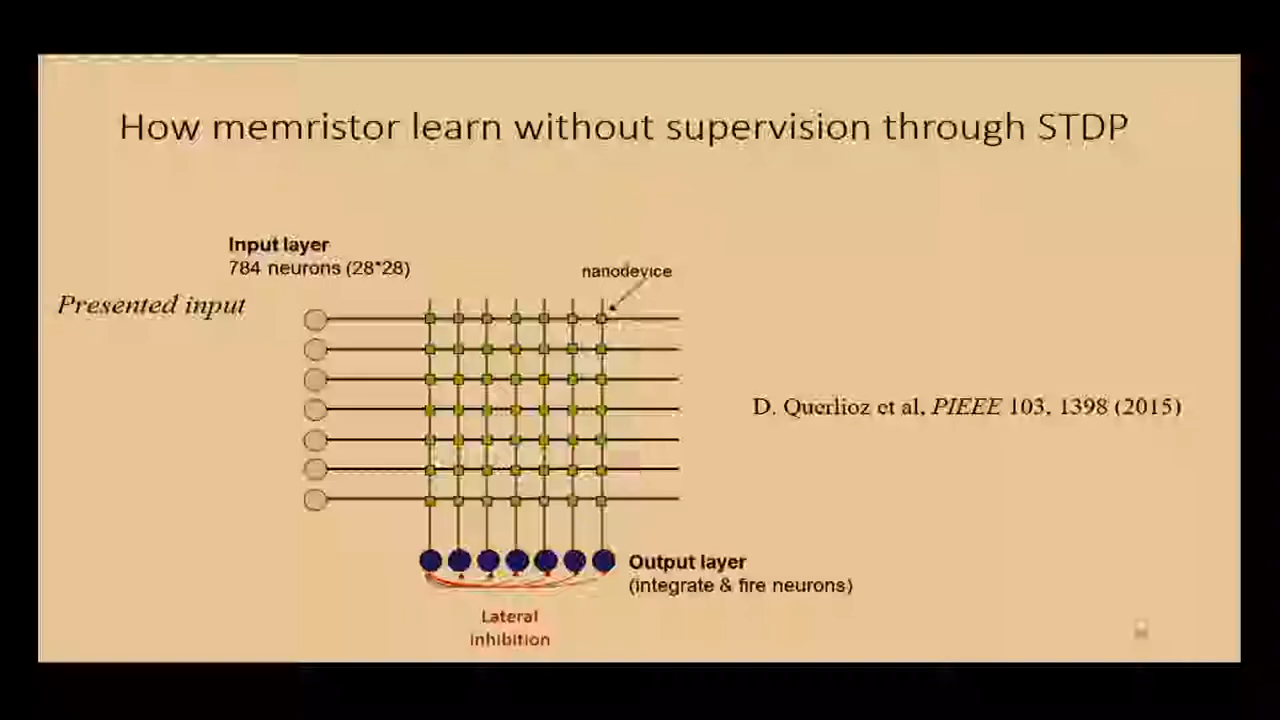 How memristor learn without supervision through STDP
Input layer
784 neurons (28*28)
nanodevice
Presented input
D. Querlioz et al, PIEEE 103, 1398 (2015)
Output layer
(integrate & fire neurons)
Lateral
inhibition